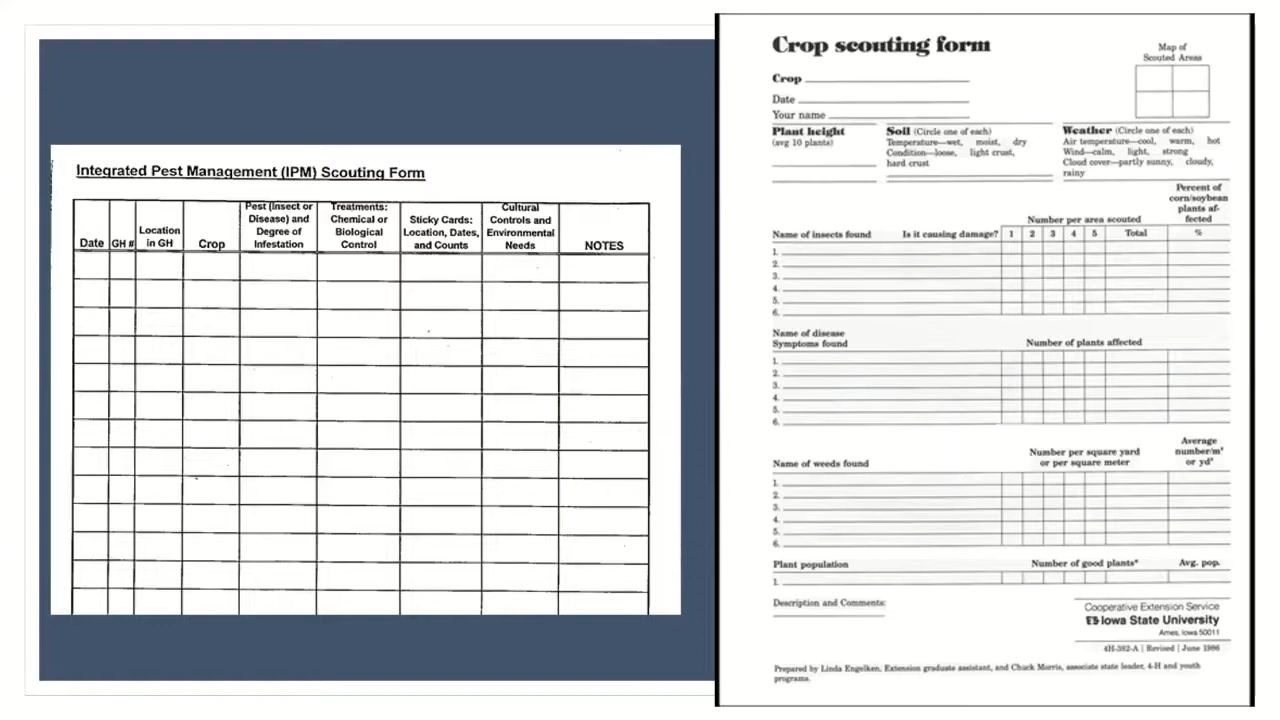 Integrated Pest Management (IPM) Scouting Form
Date
GH #
Location
in GH
Crop
Pest (Insect or
Disease) and
Degree of
Infestation
Treatments:
Chemical or
Biological
Control
Sticky Cards:
Location, Dates,
and Counts
Cultural
Controls and
Environmental
Needs
NOTES
Crop scouting form
Map of
Scouted Areas
Crop
Date
Your name
Plant height
(avg 10 plants)
Soil (Circle one of each)
Temperature—wet, moist, dry
Condition—loose, light crust,
hard crust
Weather (Circle one of each)
Air temperature—cool, warm, hot
Wind—calm, light, strong
Cloud cover—partly sunny, cloudy,
rainy
Percent of
corn/soybean
plants af-
fected
Number per area scouted
Name of insects found Is it causing damage? 1 2 3 4 5 Total %
1.
2.
3.
4.
5.
6.
Name of disease
Symptoms found Number of plants affected
1.
2.
3.
4.
5.
6.
Average
number/m²
or yd²
Number per square yard
or per square meter
Name of weeds found
1.
2.
3.
4.
5.
6.
Plant population Number of good plants* Avg. pop.
1.
Description and Comments:
Cooperative Extension Service
Iowa State University
Ames, Iowa 50011
4H-382-A | Revised | June 1986
Prepared by Linda Engelken, Extension graduate assistant, and Chuck Morris, associate state leader, 4-H and youth
programs.